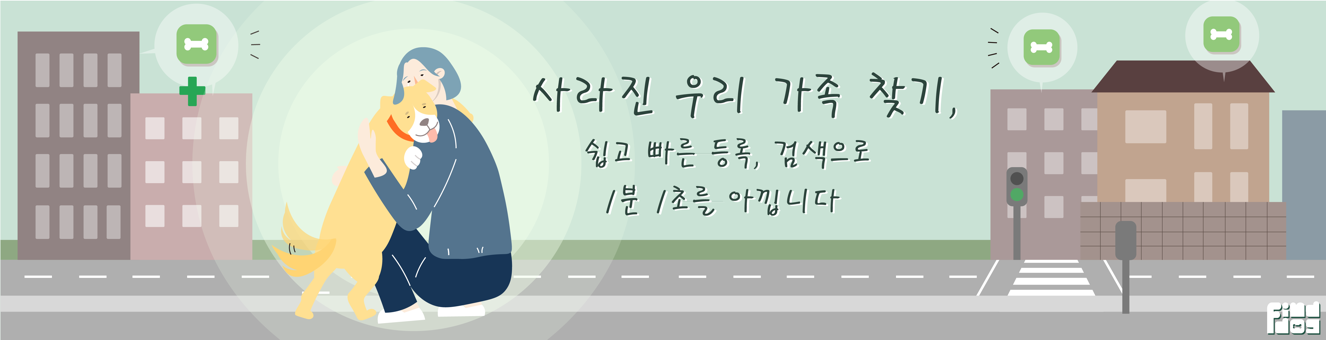 사라진 우리 가족 찾기,
쉽고 빠른 등록, 검색으로
1분 1초를 아낍니다
Find